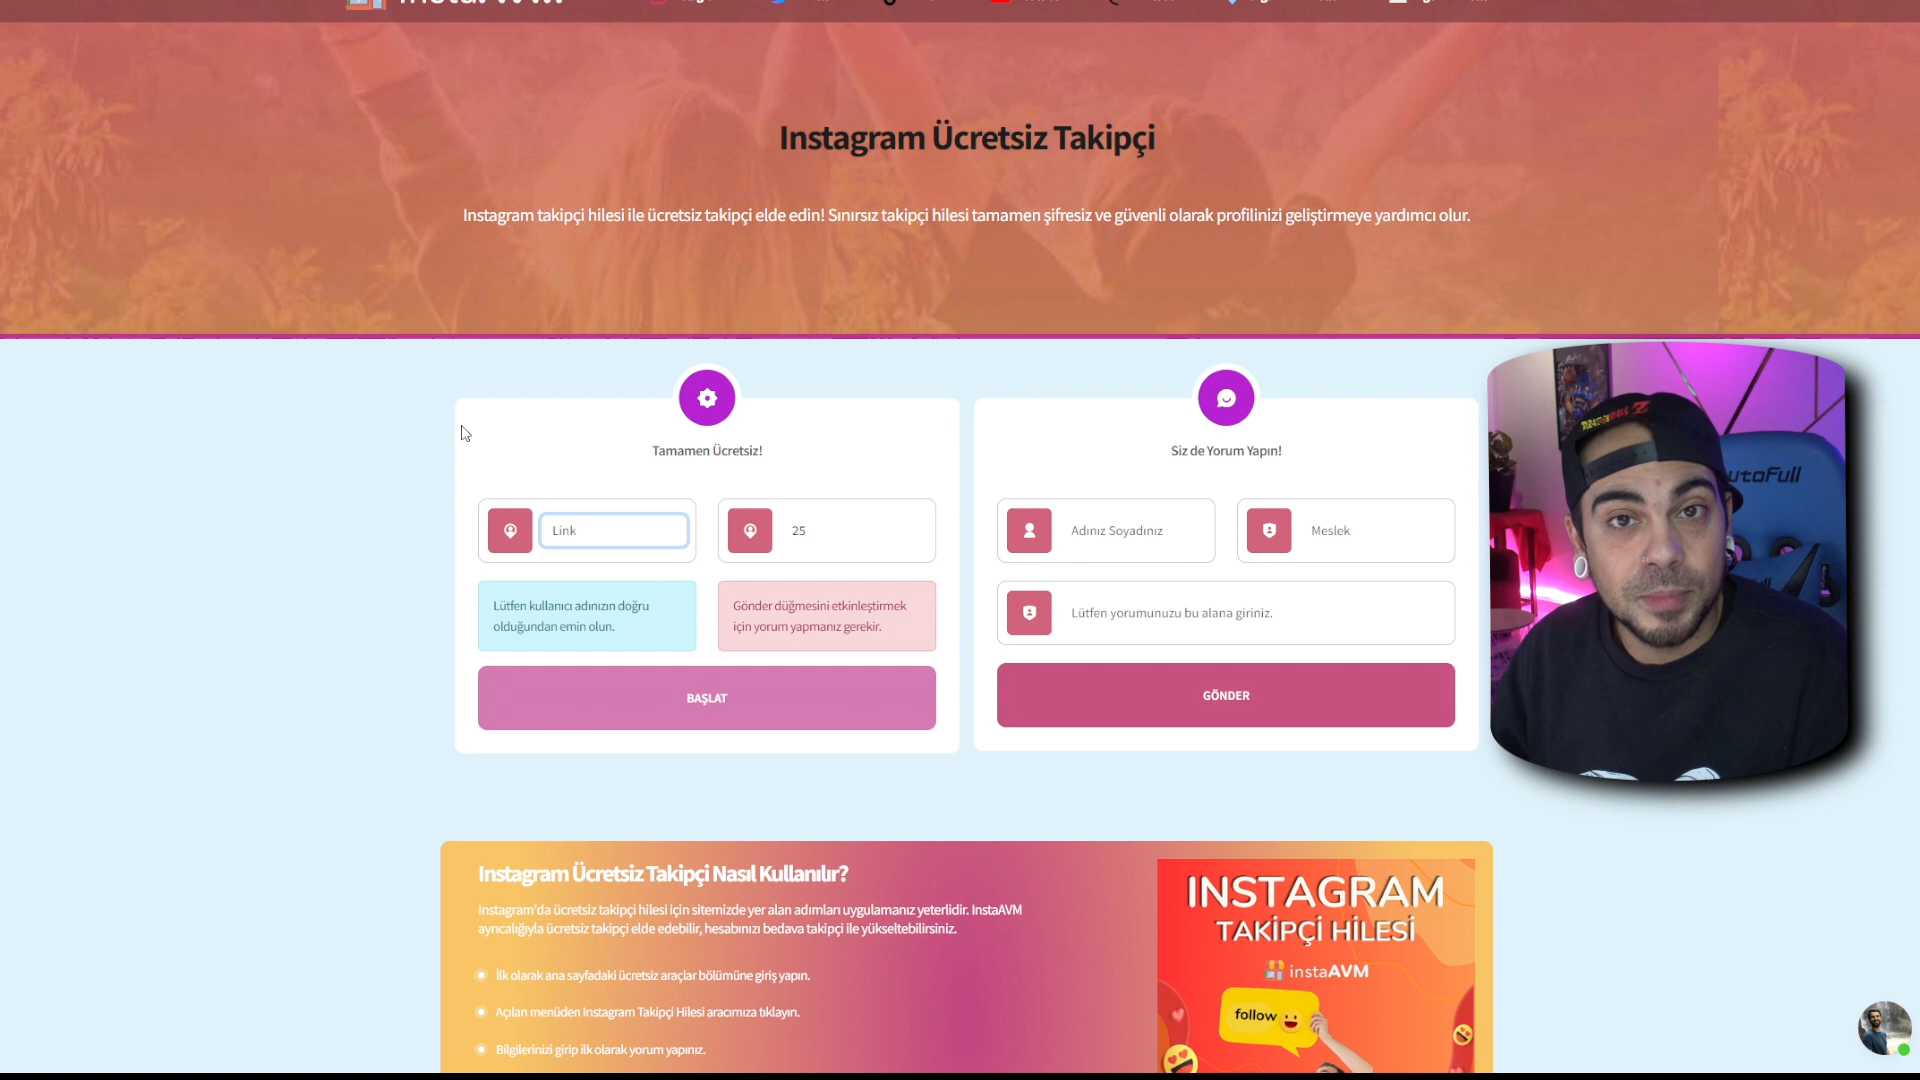 Instagram Ücretsiz Takipçi
Instagram takipçi hilesi ile ücretsiz takipçi elde edin! Sınırsız takipçi hilesi tamamen şifresiz ve güvenli olarak profilinizi geliştirmeye yardımcı olur.
Tamamen Ücretsiz!
Link
25
Lütfen kullanıcı adınızın doğru
olduğundan emin olun.
Gönder düğmesini etkinleştirmek
için yorum yapmanız gerekir.
BAŞLAT
Siz de Yorum Yapın!
Adınız Soyadınız
Meslek
Lütfen yorumunuzu bu alana giriniz.
GÖNDER
AutoFull
Instagram Ücretsiz Takipçi Nasıl Kullanılır?
Instagram'da ücretsiz takipçi hilesi için sitemizde yer alan adımları uygulamanız yeterlidir. InstaAVM
ayrıcalığıyla ücretsiz takipçi elde edebilir, hesabınızı bedava takipçi ile yükseltebilirsiniz.
İlk olarak ana sayfadaki ücretsiz araçlar bölümüne giriş yapın.
Açılan menüden Instagram Takipçi Hilesi aracımıza tıklayın.
Bilgilerinizi girip ilk olarak yorum yapınız.
INSTAGRAM
TAKİPÇİ HİLESİ
instaAVM
follow